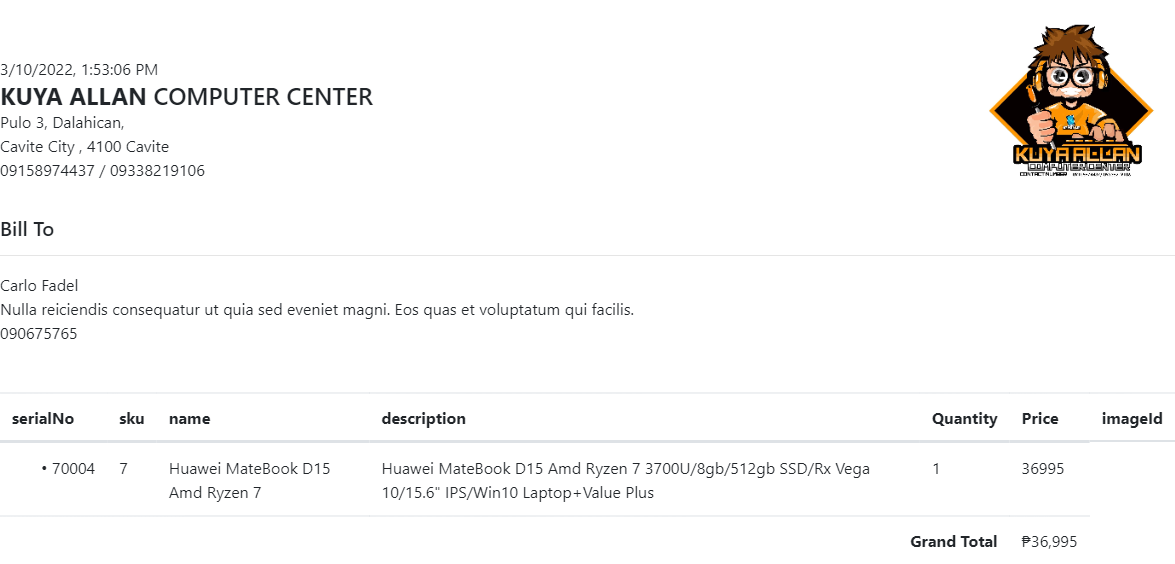 3/10/2022, 1:53:06 PM
KUYA ALLAN COMPUTER CENTER
Pulo 3, Dalahican,
Cavite City , 4100 Cavite
09158974437 / 09338219106
KUYA ALLAN
COMPUTER CENTER
CONTACT NUMBER
Bill To
Carlo Fadel
Nulla reiciendis consequatur ut quia sed eveniet magni. Eos quas et voluptatum qui facilis.
090675765
serialNo sku name description Quantity Price imageId
• 70004 7 Huawei MateBook D15 Huawei MateBook D15 Amd Ryzen 7 3700U/8gb/512gb SSD/Rx Vega 1 36995
Amd Ryzen 7 10/15.6" IPS/Win10 Laptop+Value Plus
Grand Total ₱36,995